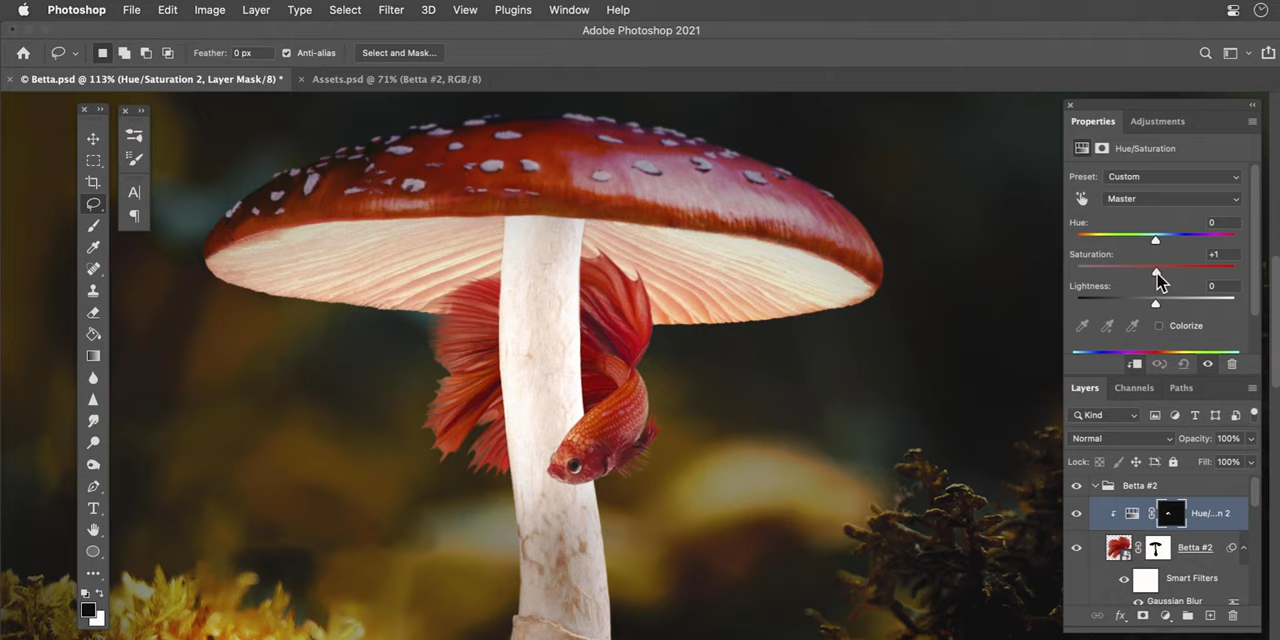 Photoshop File Edit Image Layer Type Select Filter 3D View Plugins Window Help
Adobe Photoshop 2021
Feather: 0 px Anti-alias Select and Mask...
× © Betta.psd @ 113% (Hue/Saturation 2, Layer Mask/8) * × Assets.psd @ 71% (Betta #2, RGB/8)
Properties Adjustments
Hue/Saturation
Preset: Custom
Master
Hue: 0
Saturation: +1
Lightness: 0
Colorize
Layers Channels Paths
Kind
Normal Opacity: 100%
Lock: Fill: 100%
Betta #2
Hue/...n 2
Betta #2
Smart Filters
Gaussian Blur